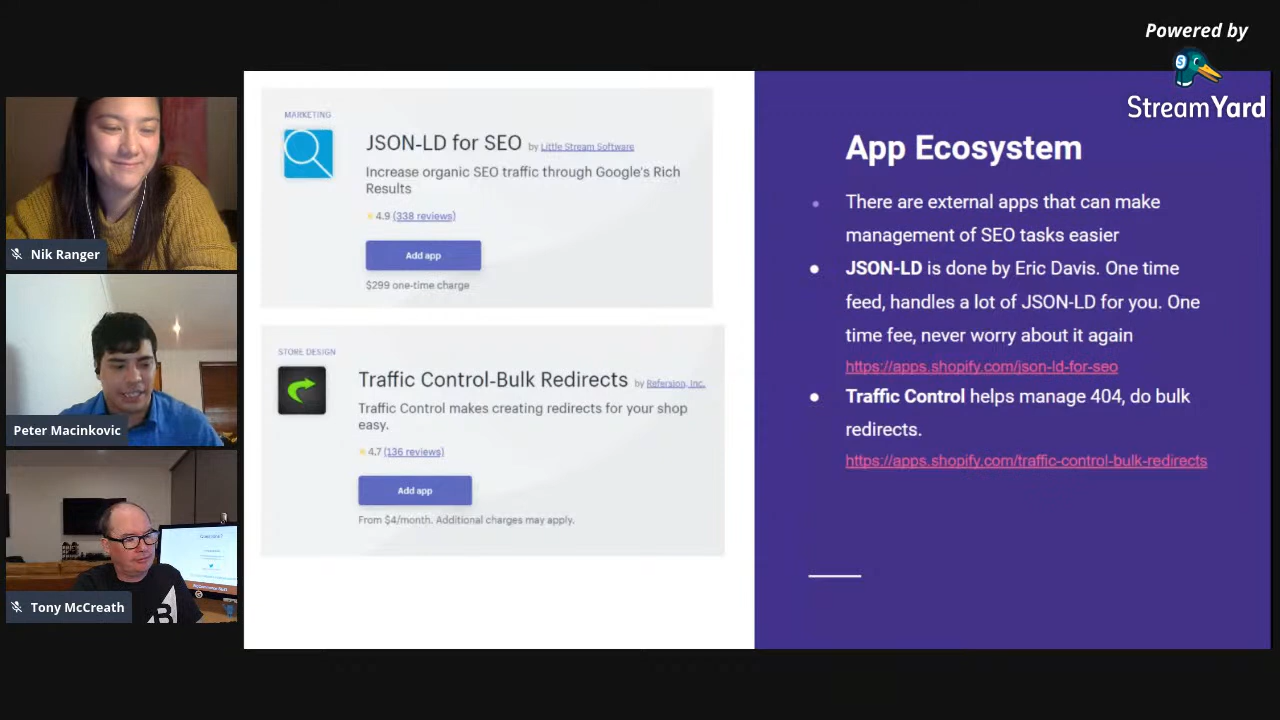 Powered by
StreamYard
Nik Ranger
Peter Macinkovic
Tony McCreath
MARKETING
JSON-LD for SEO by Little Stream Software
Increase organic SEO traffic through Google's Rich
Results
4.9 (338 reviews)
Add app
$299 one-time charge
STORE DESIGN
Traffic Control-Bulk Redirects by Refersion, Inc.
Traffic Control makes creating redirects for your shop
easy.
4.7 (136 reviews)
Add app
From $4/month. Additional charges may apply.
App Ecosystem
There are external apps that can make
management of SEO tasks easier
JSON-LD is done by Eric Davis. One time
feed, handles a lot of JSON-LD for you. One
time fee, never worry about it again
https://apps.shopify.com/json-ld-for-seo
Traffic Control helps manage 404, do bulk
redirects.
https://apps.shopify.com/traffic-control-bulk-redirects